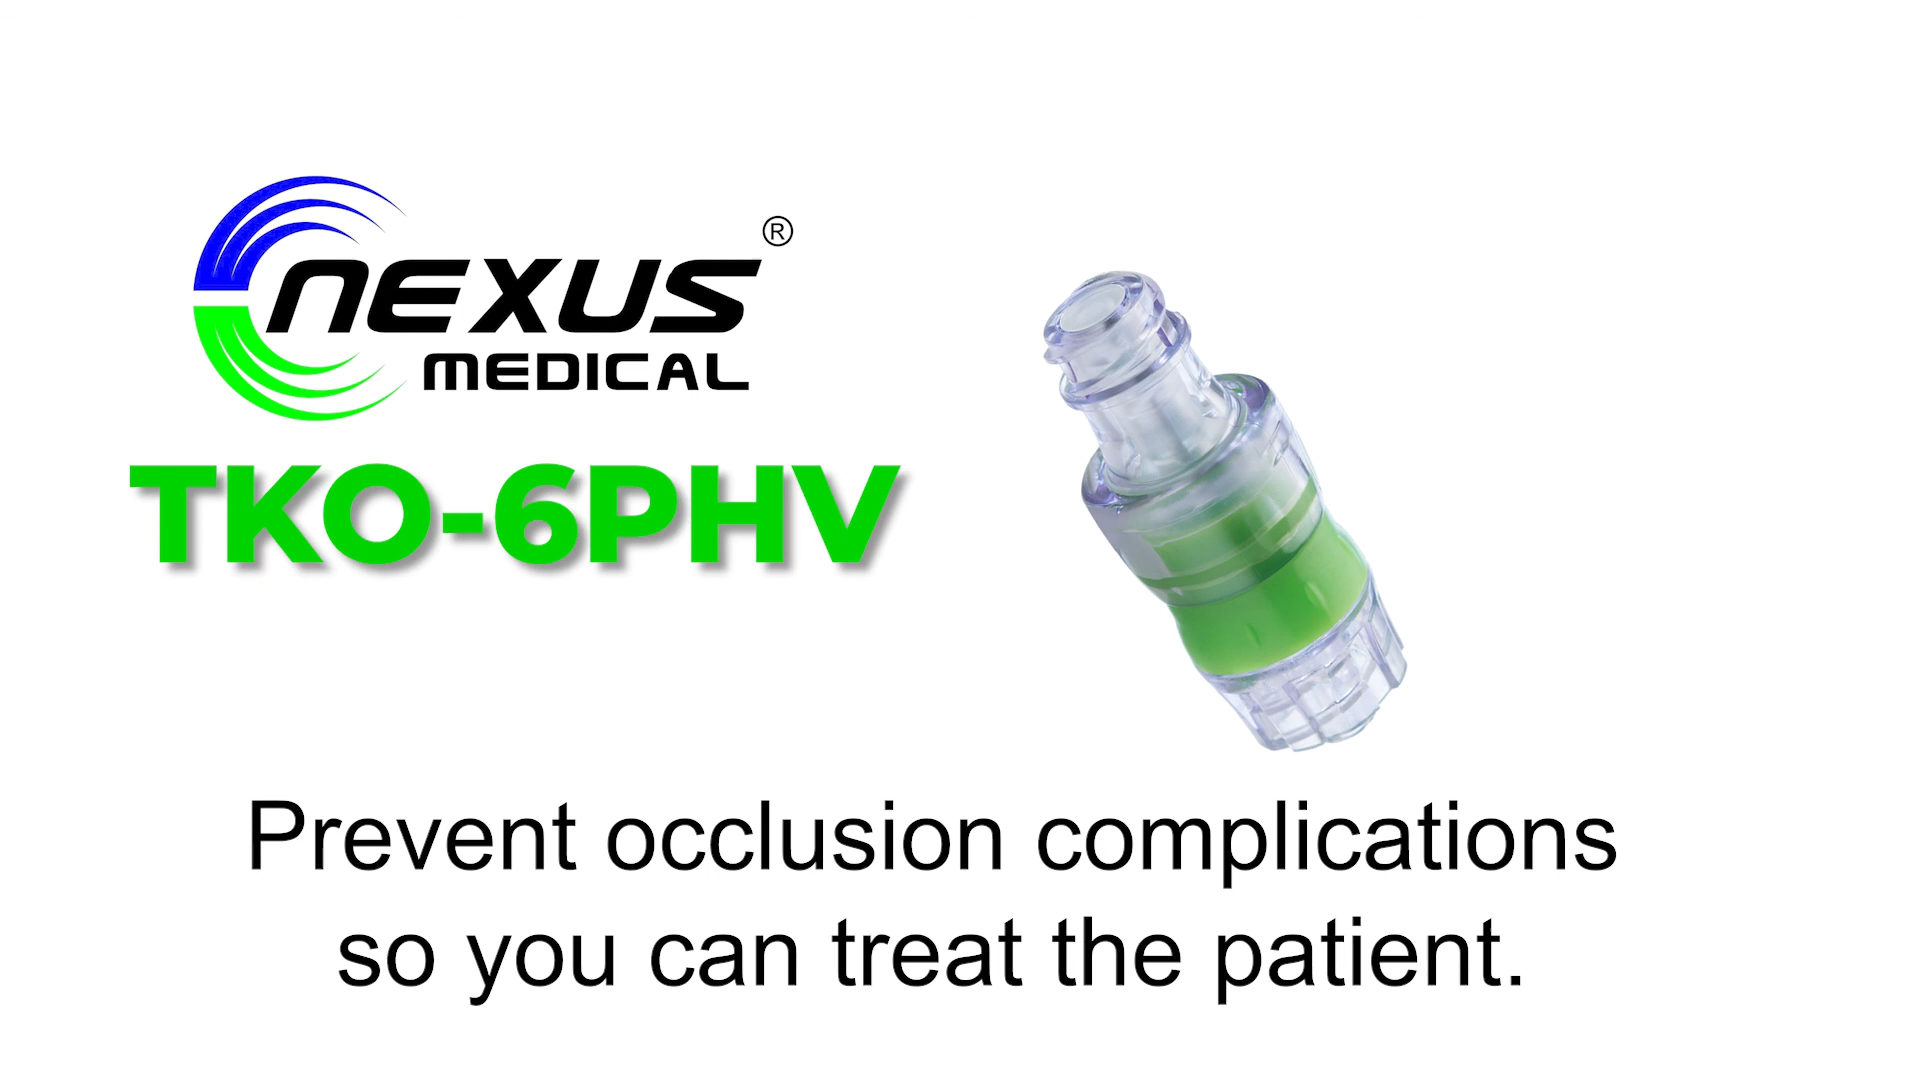 NEXUS ®
MEDICAL
TKO-6PHV
Prevent occlusion complications
so you can treat the patient.